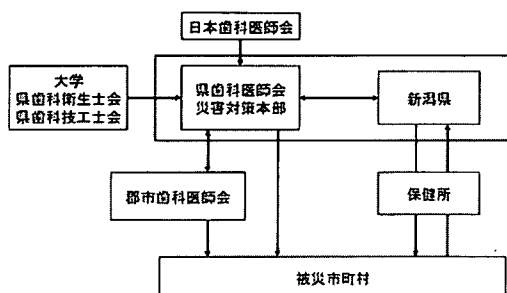 日本歯科医師会
大学
県歯科衛生士会
県歯科技工士会
県歯科医師会
災害対策本部
新潟県
郡市歯科医師会
保健所
被災市町村